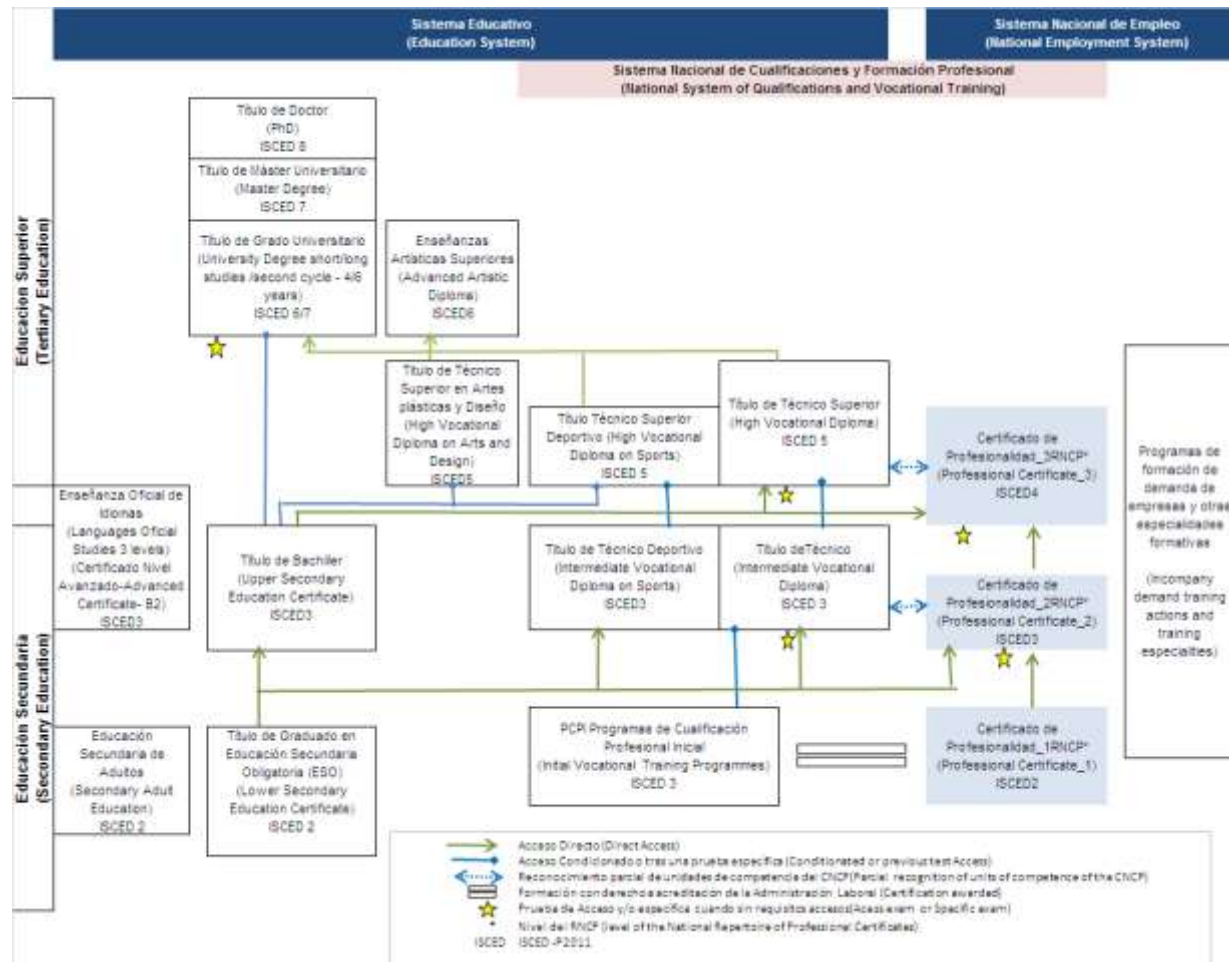 Sistema Educativo
(Education System)
Sistema Nacional de Empleo
(National Employment System)
Sistema Nacional de Cualificaciones y Formación Profesional
(National System of Qualifications and Vocational Training)
Educacion Superior
(Tertiary Education)
Título de Doctor
(PhD)
ISCED 8
Título de Máster Universitario
(Master Degree)
ISCED 7
Título de Grado Universitario
(University Degree short/long
studies /second cycle - 4/6
years)
ISCED 6/7
Enseñanzas
Artísticas Superiores
(Advanced Artistic
Diploma)
ISCED6
Título de Técnico
Superior en Artes
plásticas y Diseño
(High Vocational
Diploma on Arts and
Design)
ISCED5
Título Técnico Superior
Deportivo (High Vocational
Diploma on Sports)
ISCED 5
Título de Técnico Superior
(High Vocational Diploma)
ISCED 5
Certificado de
Profesionalidad_3RNCP*
(Professional Certificate_3)
ISCED4
Programas de
formación de
demanda de
empresas y otras
especialidades
formativas
(Incompany
demand training
actions and
training
especialities)
Educación Secundaria
(Secondary Education)
Enseñanza Oficial de
Idiomas
(Languages Oficial
Studies 3 levels)
(Certificado Nivel
Avanzado-Advanced
Certificate- B2)
ISCED3
Título de Bachiller
(Upper Secondary
Education Certificate)
ISCED3
Título de Técnico Deportivo
(Intermediate Vocational
Diploma on Sports)
ISCED3
Título deTécnico
(Intermediate Vocational
Diploma)
ISCED 3
Certificado de
Profesionalidad_2RNCP*
(Professional Certificate_2)
ISCED3
Educación
Secundaria de
Adultos
(Secondary Adult
Education)
ISCED 2
Título de Graduado en
Educación Secundaria
Obligatoria (ESO)
(Lower Secondary
Education Certificate)
ISCED 2
PCPI Programas de Cualificación
Profesional Inicial
(Initial Vocational Training Programmes)
ISCED 3
Certificado de
Profesionalidad_1RNCP*
(Professional Certificate_1)
ISCED2
Acceso Directo (Direct Access)
Acceso Condicionado o tras una prueba específica (Conditionated or previous test Access)
Reconocimiento parcial de unidades de competencia del CNCP(Parcial recognition of units of competence of the CNCP)
Formación con derecho a acreditación de la Administración Laboral (Certification awarded)
Prueba de Acceso y/o específica cuando sin requisitos accesos(Acess exam or Specific exam)
* Nivel del RNCP (level of the National Repertoire of Professional Certificates)
ISCED ISCED -P2011